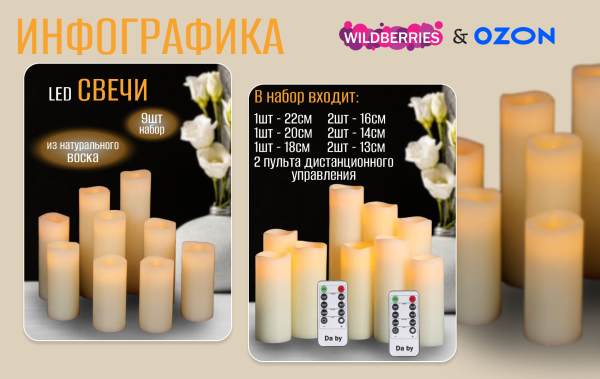 ИНФОГРАФИКА
WILDBERRIES & OZON
LED СВЕЧИ
9шт
набор
из натурального
воска
В набор входит:
1шт - 22см 2шт - 16см
1шт - 20см 2шт - 14см
1шт - 18см 2шт - 13см
2 пульта дистанционного
управления
Da by
Da by